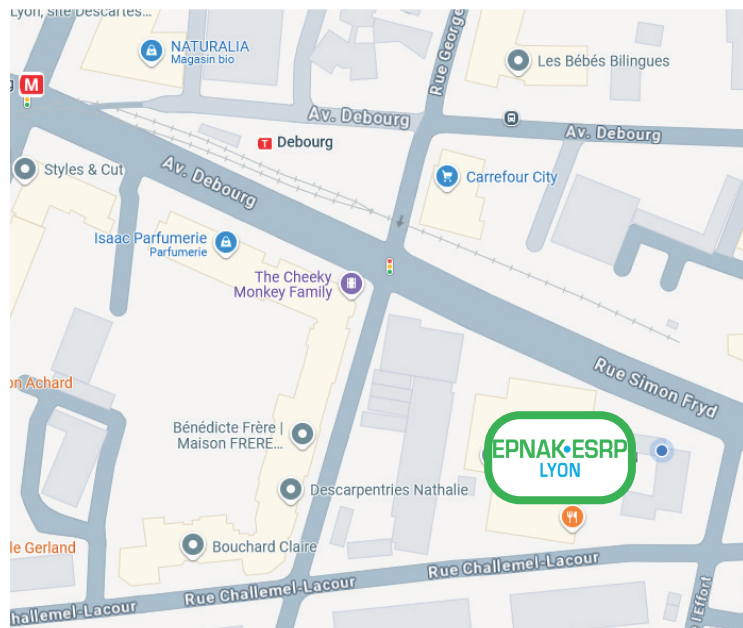 Lyon, site Descartes...
NATURALIA
Magasin bio
Rue George
Les Bébés Bilingues
M
Av. Debourg
Av. Debourg
T Debourg
Styles & Cut
Av. Debourg
Carrefour City
Isaac Parfumerie
Parfumerie
The Cheeky
Monkey Family
Rue Simon Fryd
on Achard
Bénédicte Frère |
Maison FRERE...
EPNAK•ESRP
LYON
Descarpentries Nathalie
Bouchard Claire
le Gerland
Rue Challemel-Lacour
Rue Challemel-Lacour
hallemel-Lacour
l'Effort